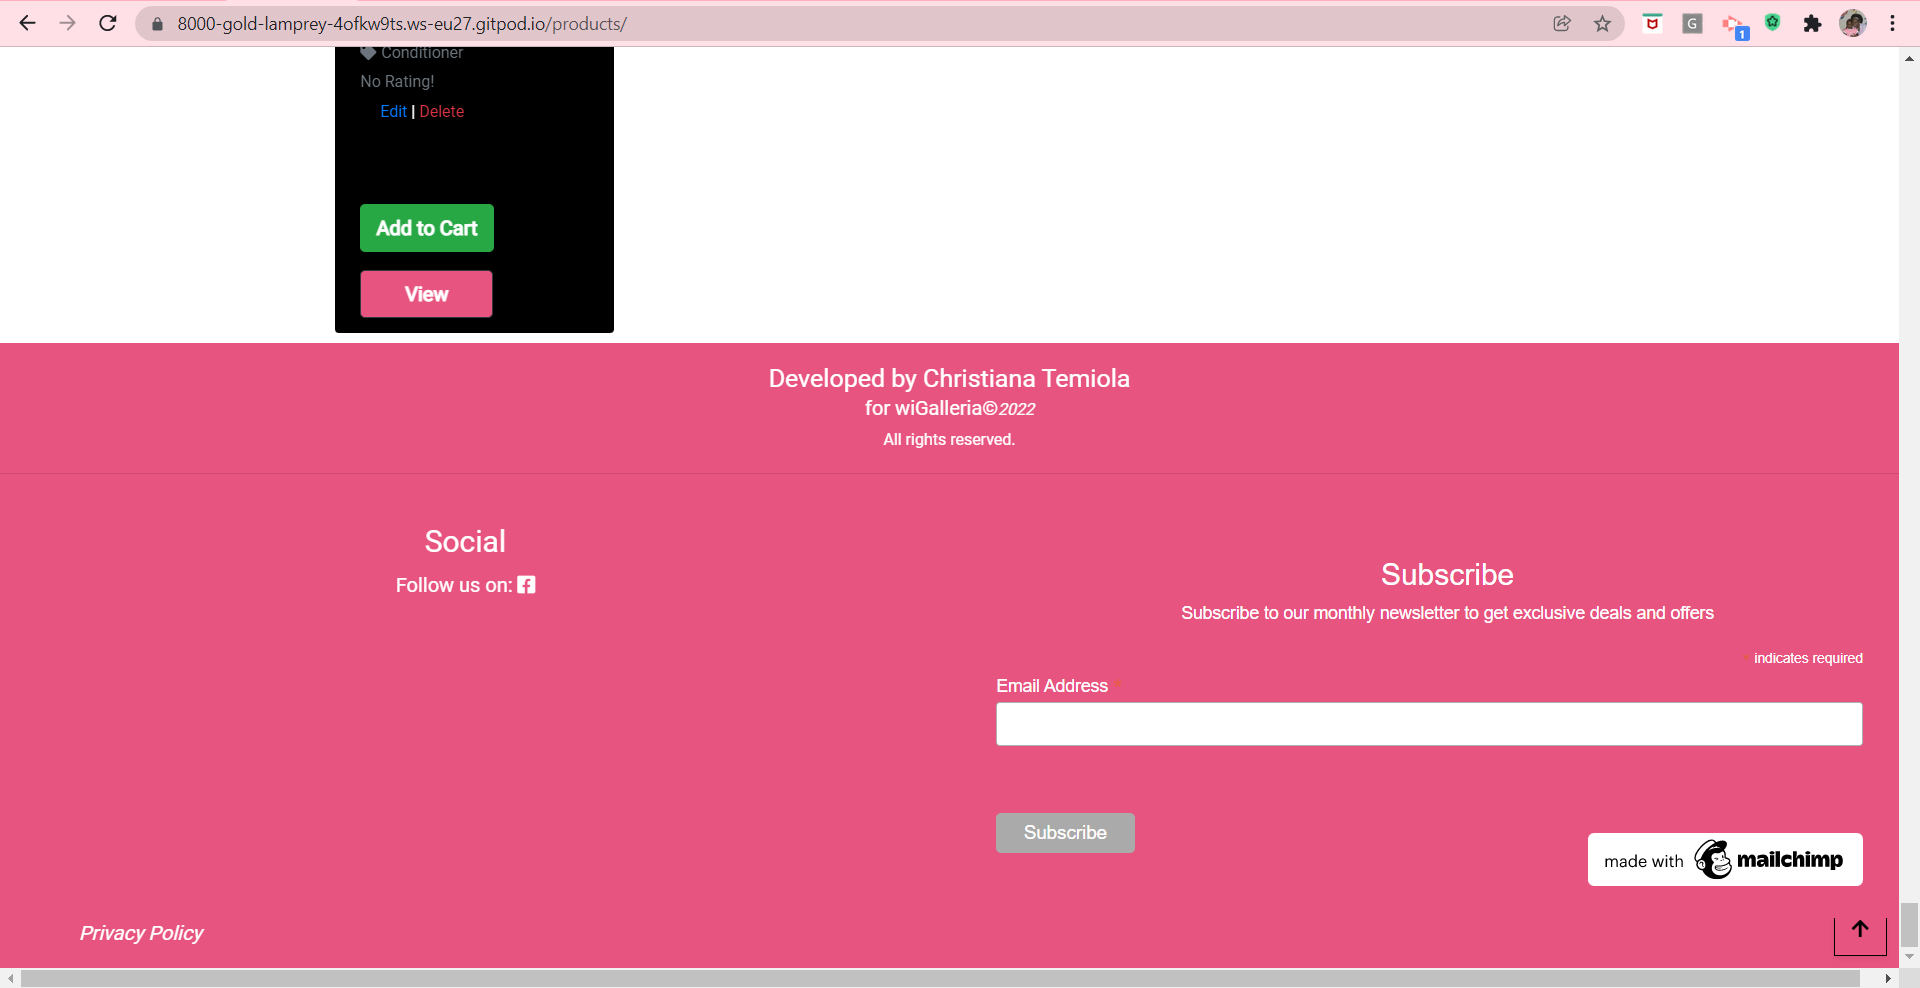 8000-gold-lamprey-4ofkw9ts.ws-eu27.gitpod.io/products/
G
1
Conditioner
No Rating!
Edit | Delete
Add to Cart
View
Developed by Christiana Temiola
for wiGalleria©2022
All rights reserved.
Social
Follow us on:
Subscribe
Subscribe to our monthly newsletter to get exclusive deals and offers
* indicates required
Email Address *
Subscribe
made with mailchimp
Privacy Policy